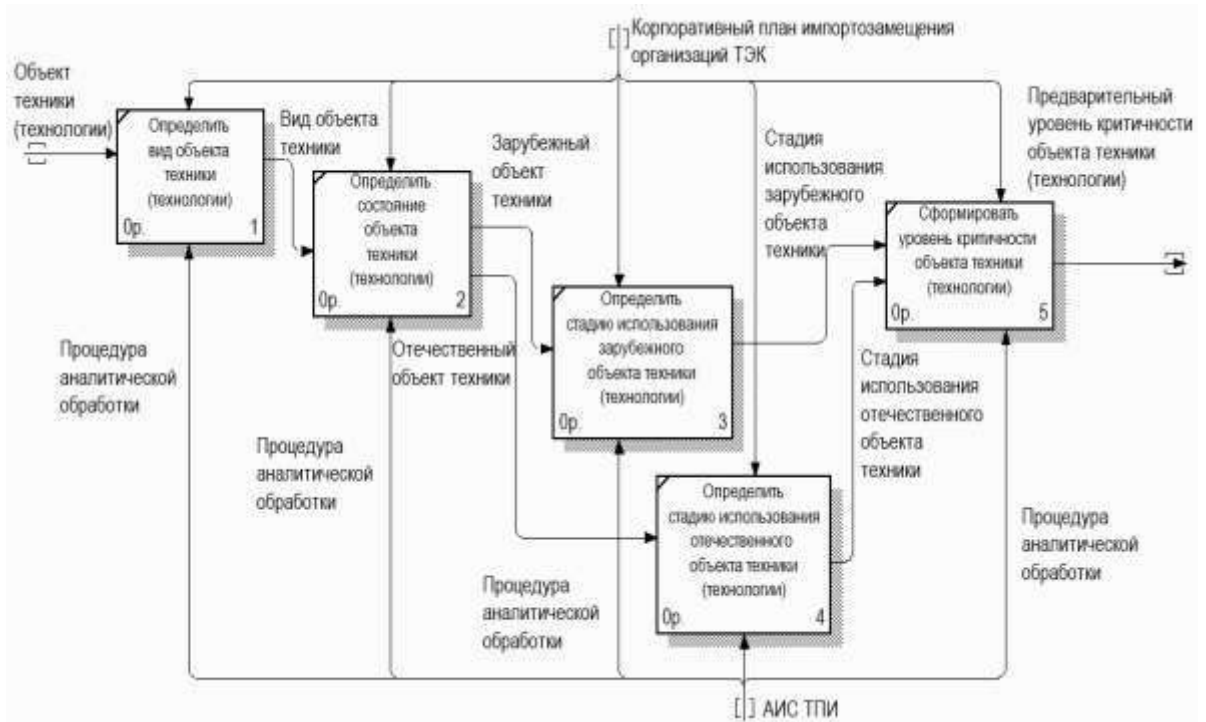 Корпоративный план импортозамещения
организаций ТЭК
Объект
техники
(технологии)
Определить
вид объекта
техники
(технологии)
0р. 1
Вид объекта
техники
Определить
состояние
объекта
техники
(технологии)
0р. 2
Зарубежный
объект
техники
Отечественный
объект техники
Определить
стадию использования
зарубежного
объекта техники
(технологии)
0р. 3
Стадия
использования
зарубежного
объекта
техники
Определить
стадию использования
отечественного
объекта техники
(технологии)
0р. 4
Стадия
использования
отечественного
объекта
техники
Сформировать
уровень критичности
объекта техники
(технологии)
0р. 5
Предварительный
уровень критичности
объекта техники
(технологии)
Процедура
аналитической
обработки
Процедура
аналитической
обработки
Процедура
аналитической
обработки
Процедура
аналитической
обработки
АИС ТПИ